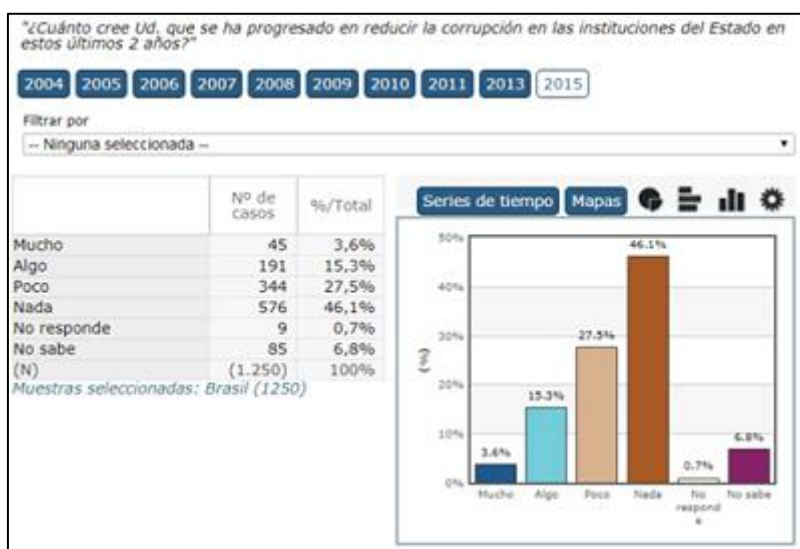 "¿Cuánto cree Ud. que se ha progresado en reducir la corrupción en las instituciones del Estado en
estos últimos 2 años?"
2004 2005 2006 2007 2008 2009 2010 2011 2013 2015
Filtrar por
-- Ninguna seleccionada --
Nº de
casos %/Total
Mucho 45 3,6%
Algo 191 15,3%
Poco 344 27,5%
Nada 576 46,1%
No responde 9 0,7%
No sabe 85 6,8%
(N) (1.250) 100%
Muestras seleccionadas: Brasil (1250)
Series de tiempo Mapas
50%
40%
30%
20%
10%
0%
(%)
3.6%
15.3%
27.5%
46.1%
0.7%
6.8%
Mucho Algo Poco Nada No
respond
e No sabe